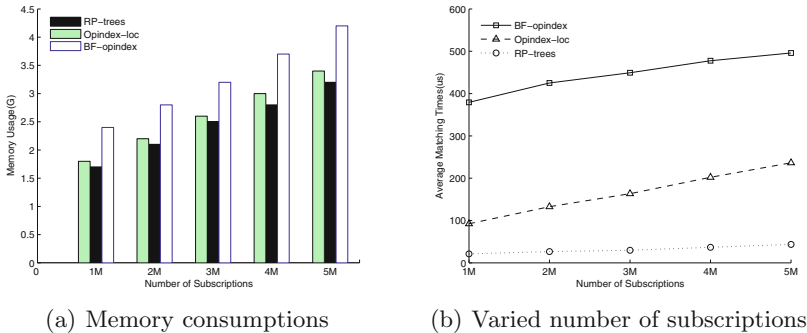 4.5
4
3.5
3
2.5
2
1.5
1
0.5
0
Memory Usage(G)
RP-trees
Opindex-loc
BF-opindex
0 1M 2M 3M 4M 5M
Number of Subscriptions
(a) Memory consumptions
600
500
400
300
200
100
0
Average Matching Times(us)
BF-opindex
Opindex-loc
RP-trees
1M 2M 3M 4M 5M
Number of Subscriptions
(b) Varied number of subscriptions